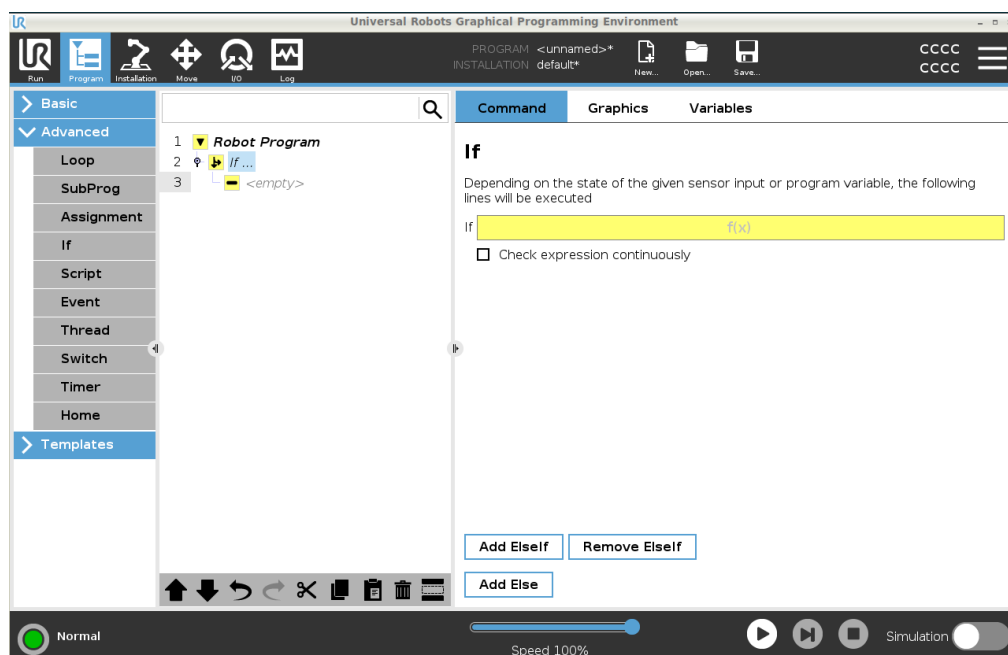 Universal Robots Graphical Programming Environment
Run
Program
Installation
Move
I/O
Log
PROGRAM <unnamed>*
INSTALLATION default*
New...
Open...
Save...
CCCC
CCCC
Basic
Advanced
Loop
SubProg
Assignment
If
Script
Event
Thread
Switch
Timer
Home
Templates
1 Robot Program
2 If ...
3 <empty>
Command Graphics Variables
If
Depending on the state of the given sensor input or program variable, the following
lines will be executed
If f(x)
Check expression continuously
Add ElseIf Remove ElseIf
Add Else
Normal
Speed 100%
Simulation